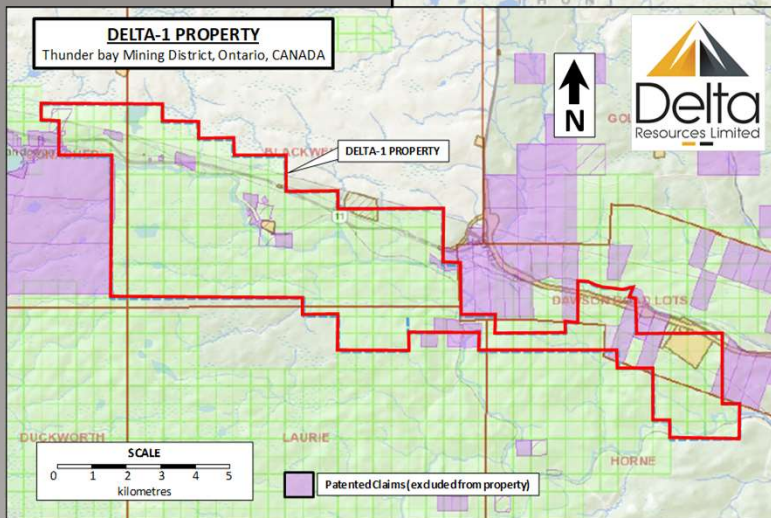 DELTA-1 PROPERTY
Thunder bay Mining District, Ontario, CANADA
N
Delta
Resources Limited
DELTA-1 PROPERTY
11
DAWSON ROAD LOTS
DUCKWORTH
LAURIE
HORNE
SCALE
0 1 2 3 4 5
kilometres
Patented Claims (excluded from property)